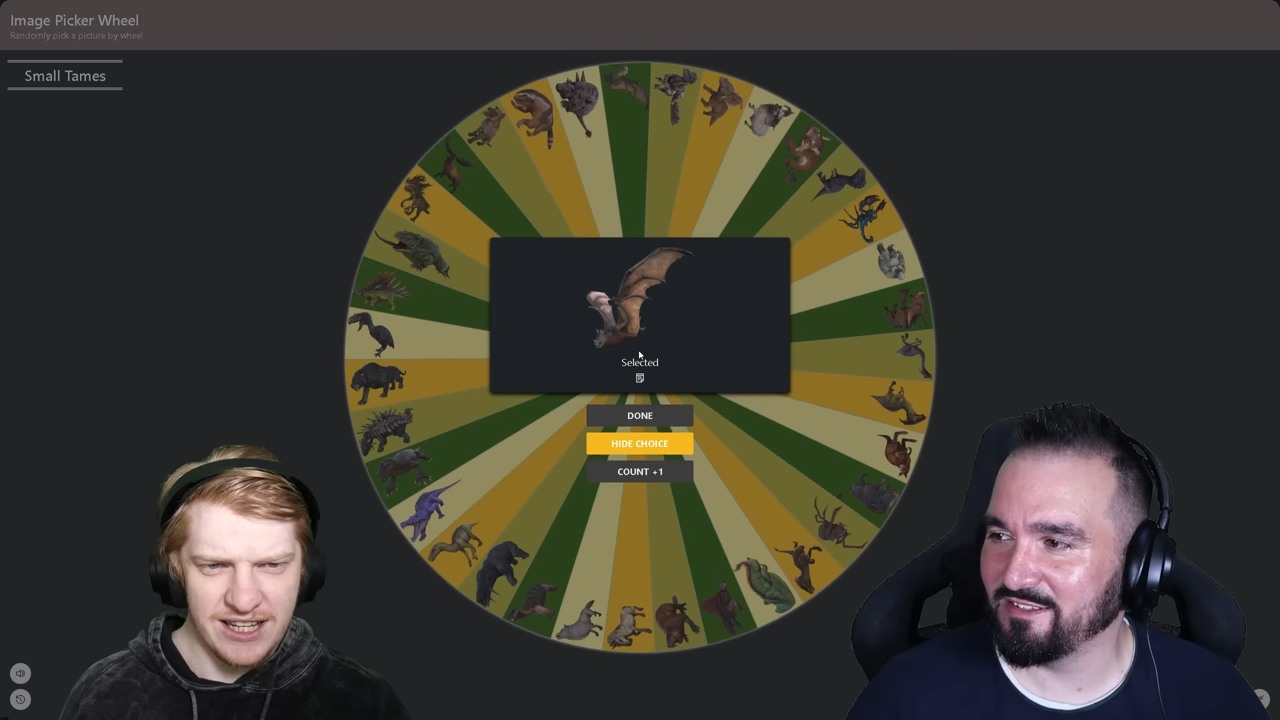 Image Picker Wheel
Randomly pick a picture by wheel
Small Tames
Selected
DONE
HIDE CHOICE
COUNT +1